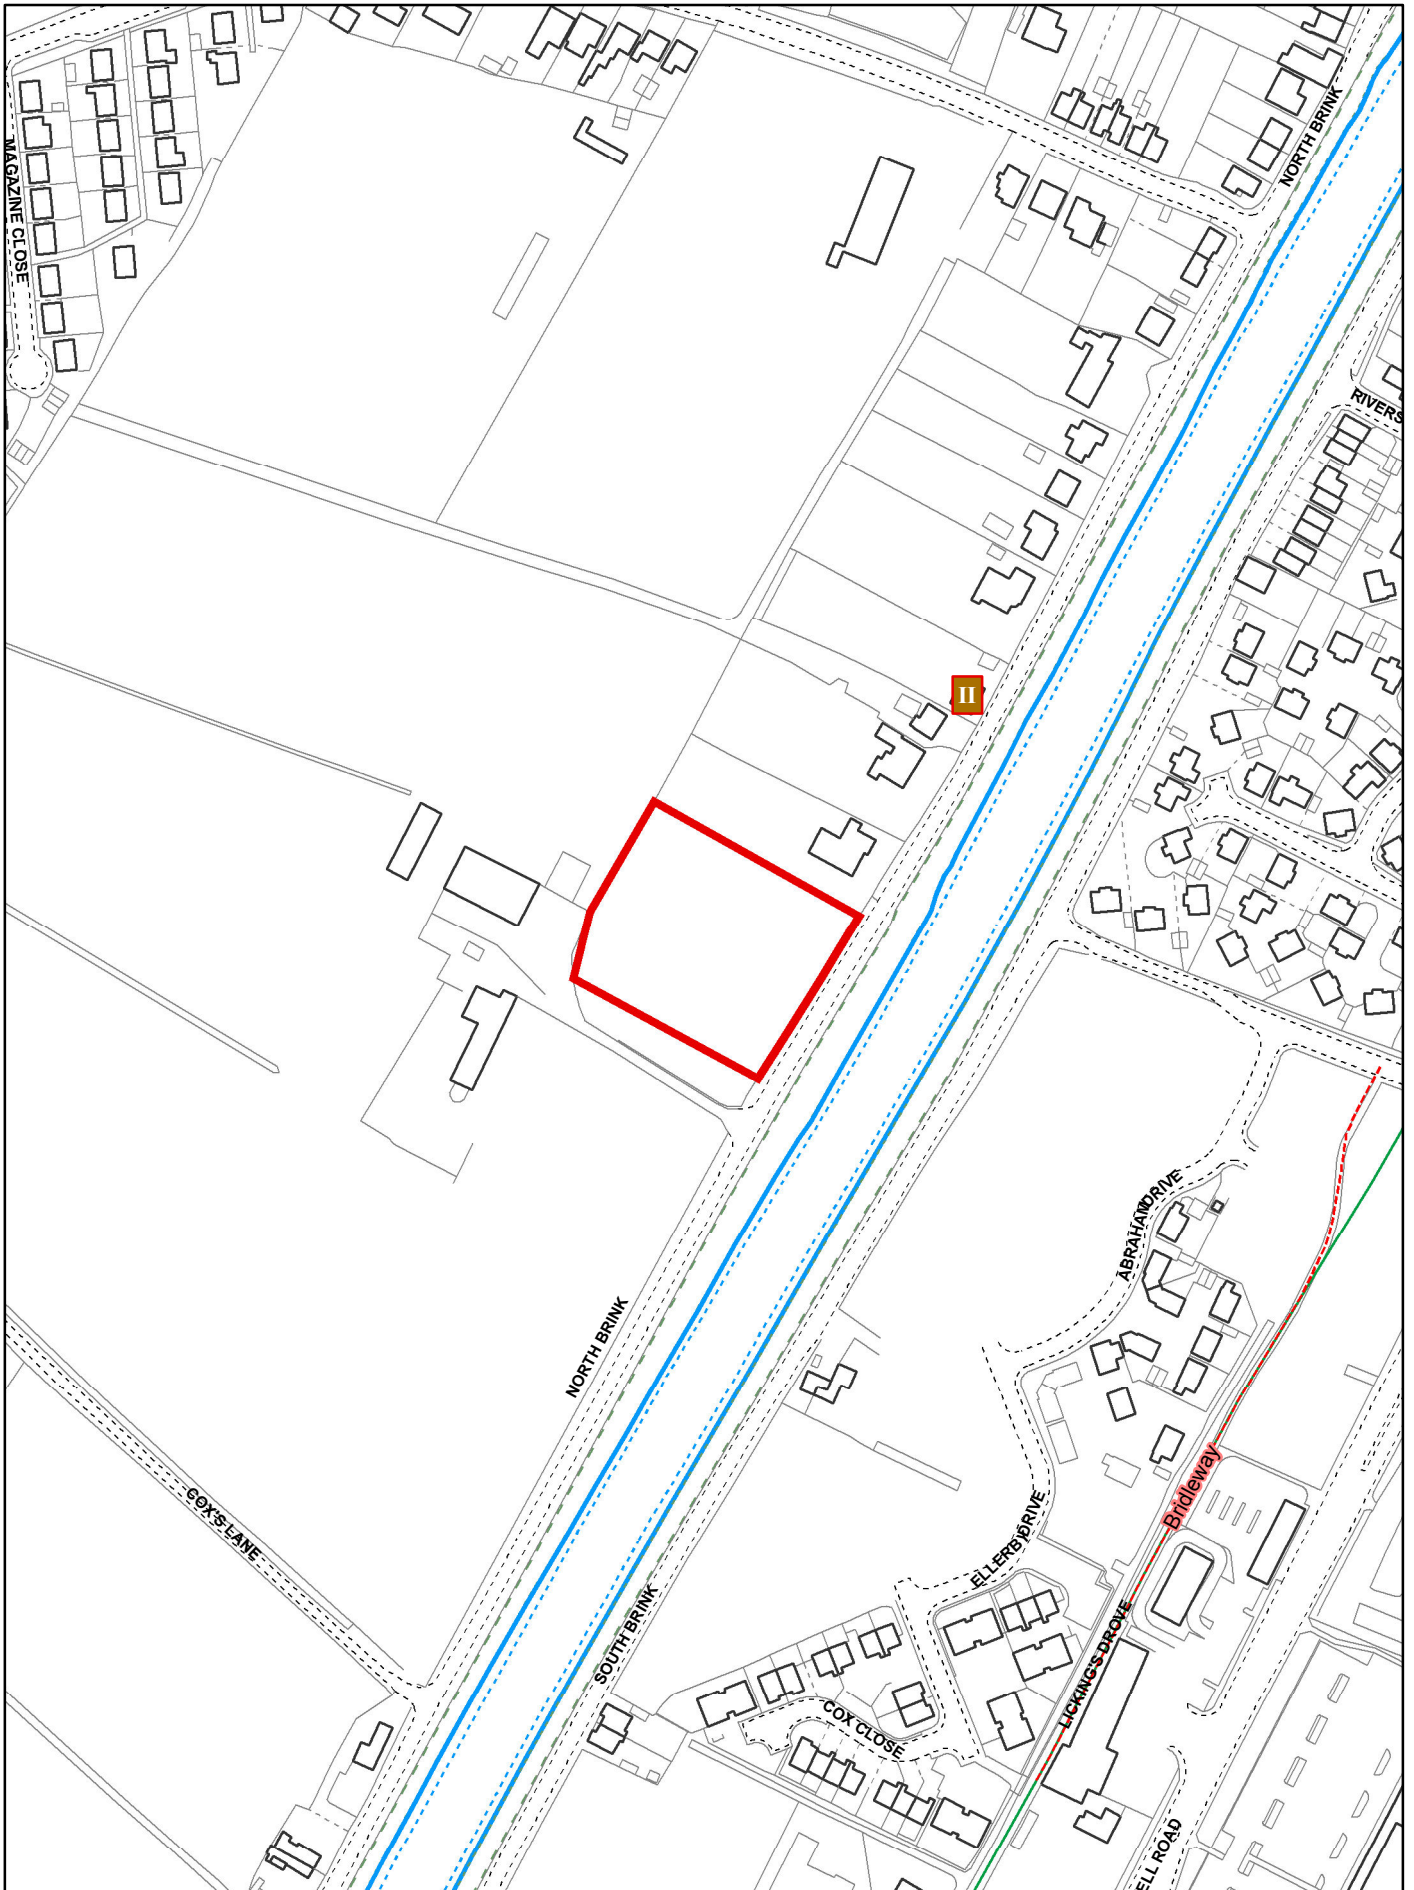 NORTH BRINK
MAGAZINE CLOSE
RIVERS
II
ABRAHAM DRIVE
NORTH BRINK
Bridleway
COX'S LANE
ELLERBY DRIVE
SOUTH BRINK
LICKING'S DROVE
COX CLOSE
ELL ROAD